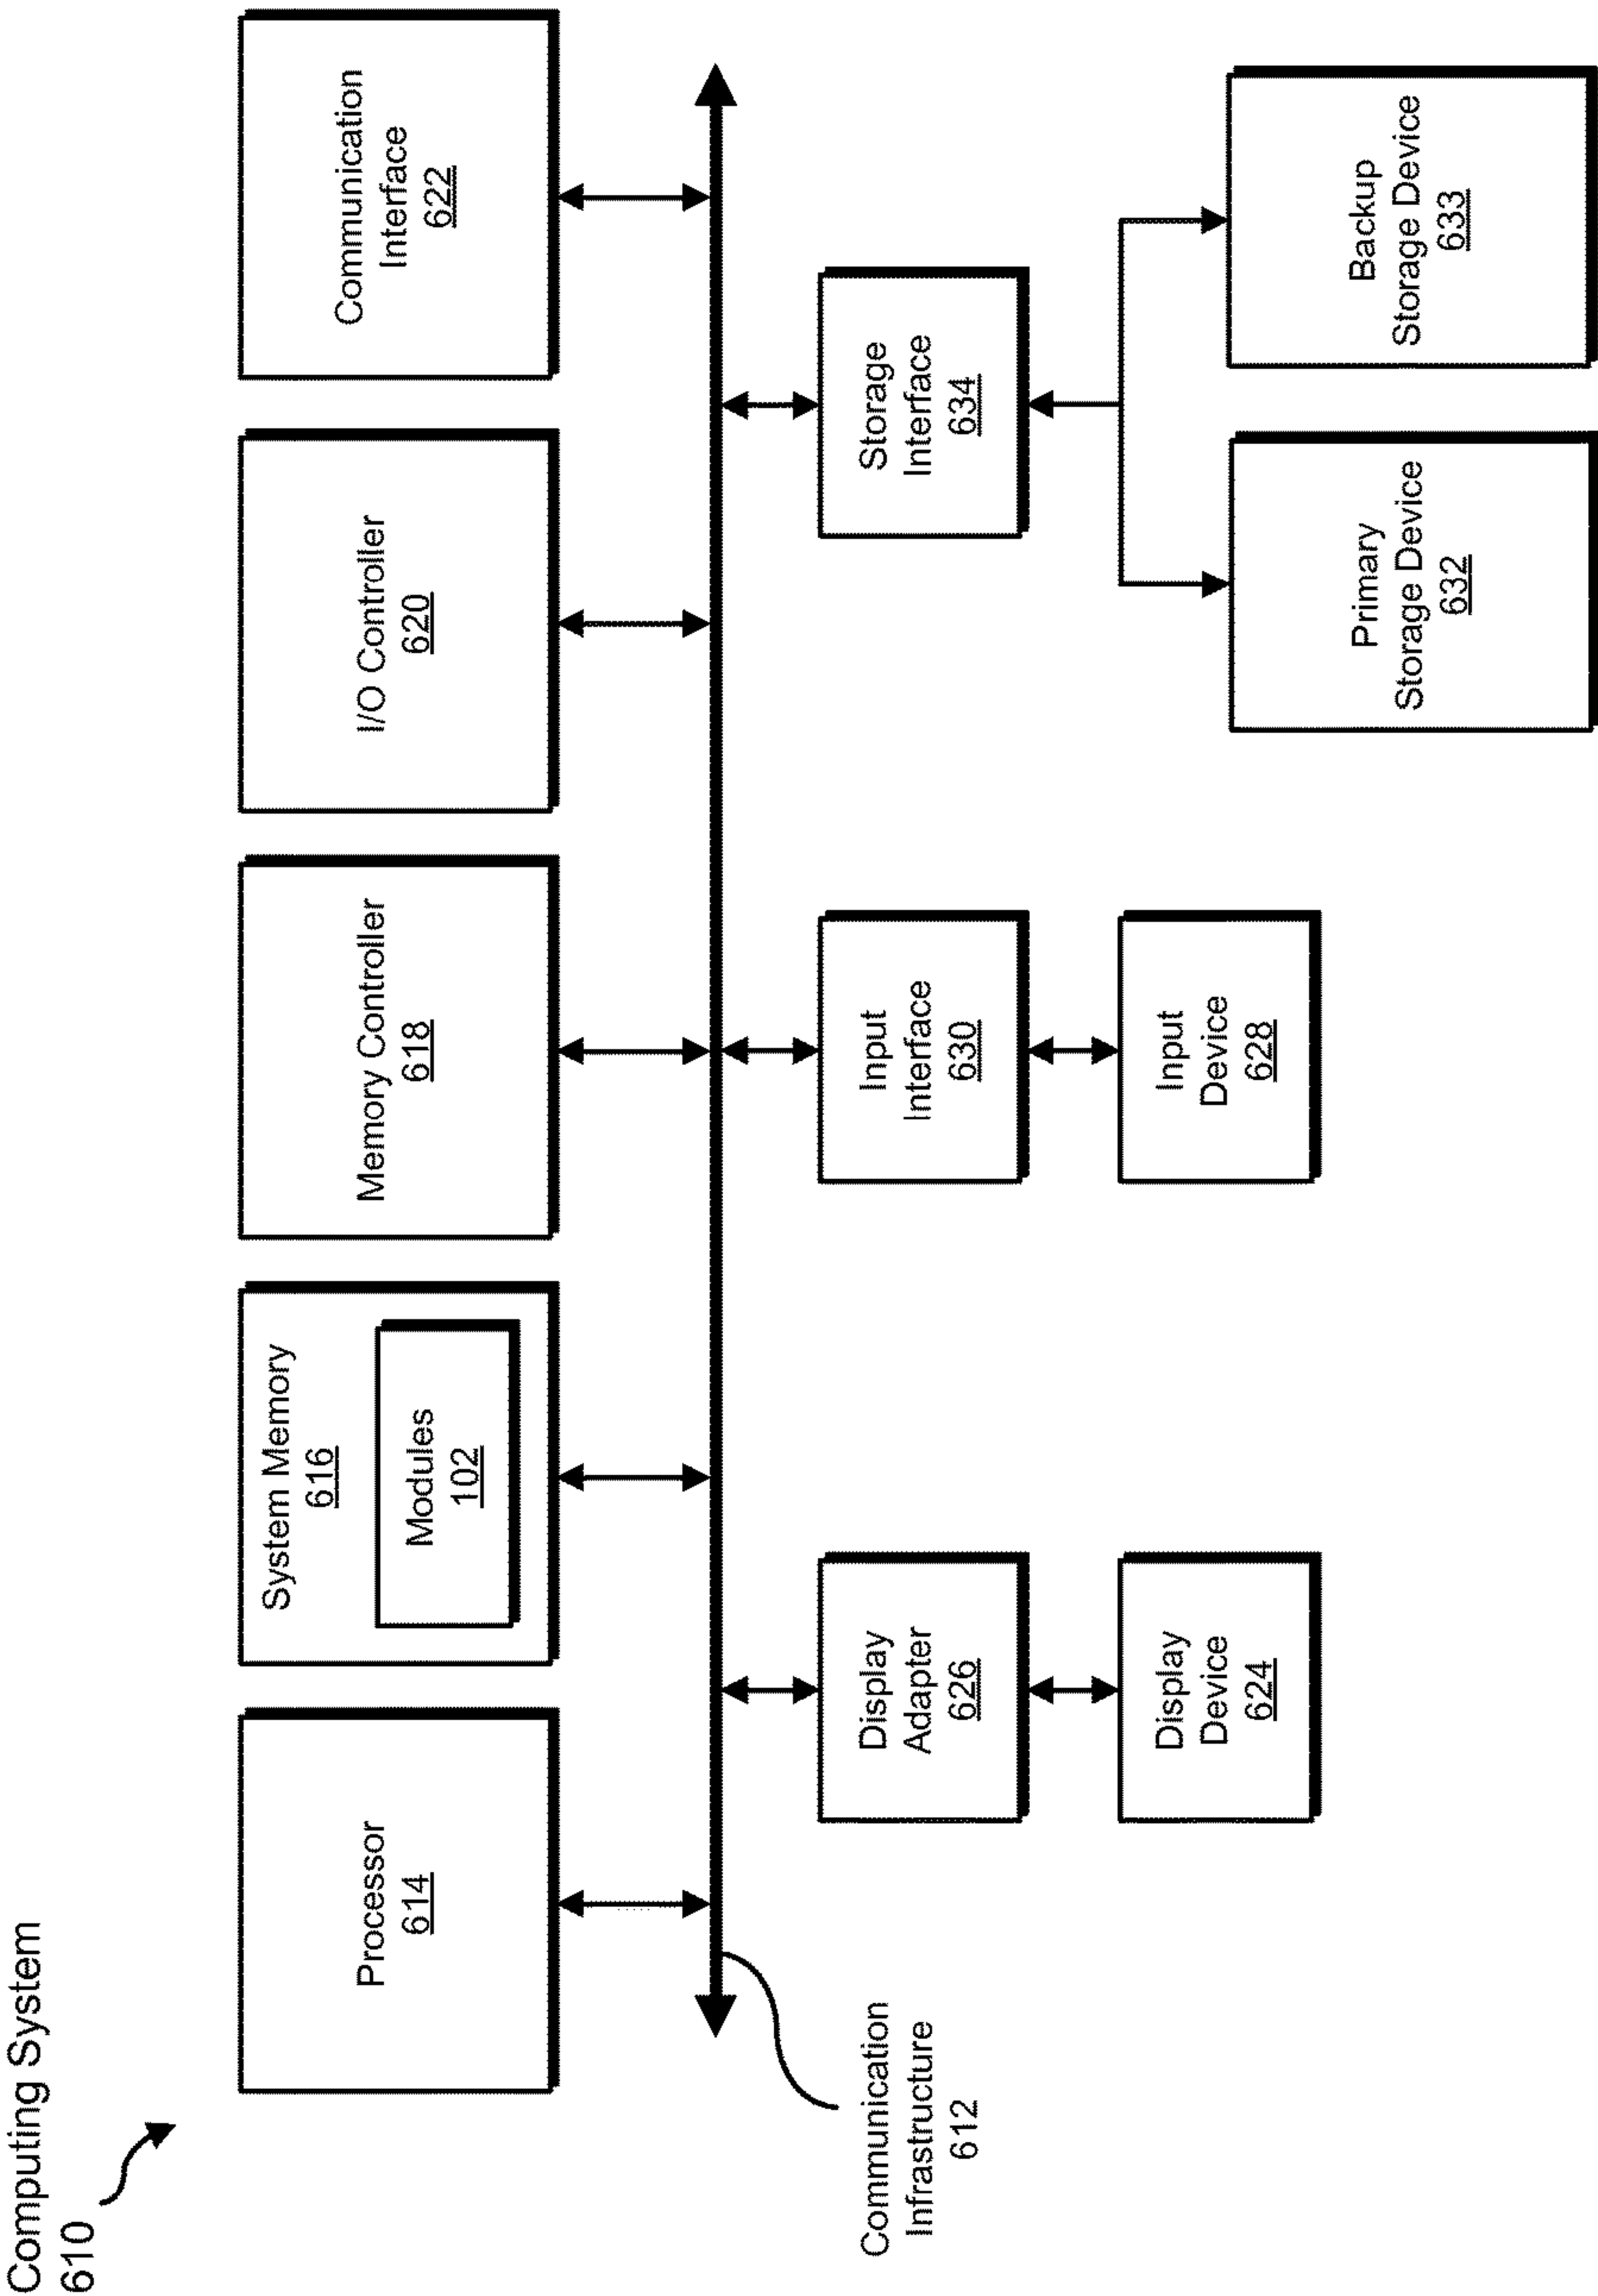 Computing System
610
Processor
614
System Memory
616
Modules
102
Memory Controller
618
I/O Controller
620
Communication
Interface
622
Communication
Infrastructure
612
Display
Adapter
626
Input
Interface
630
Storage
Interface
634
Display
Device
624
Input
Device
628
Primary
Storage Device
632
Backup
Storage Device
633